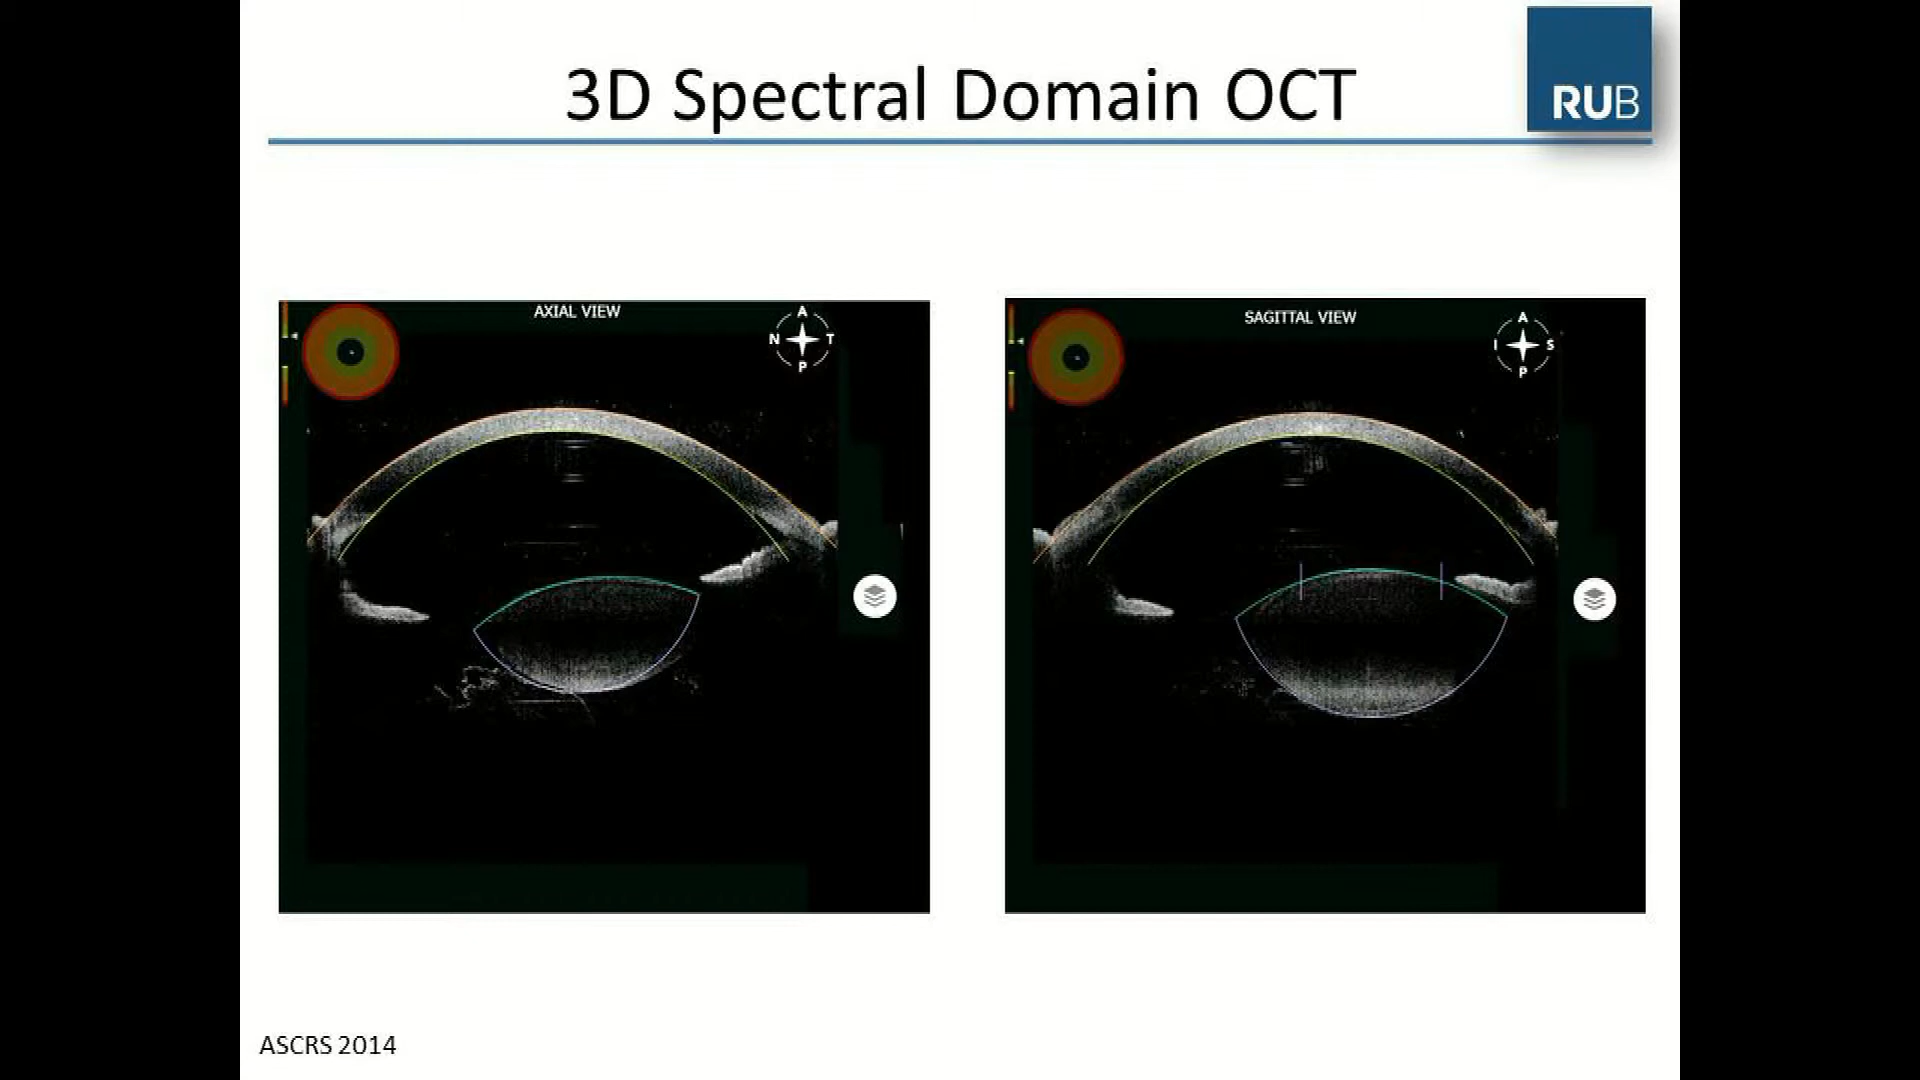 3D Spectral Domain OCT
RUB
AXIAL VIEW
A
N T
P
SAGITTAL VIEW
A
I S
P
ASCRS 2014